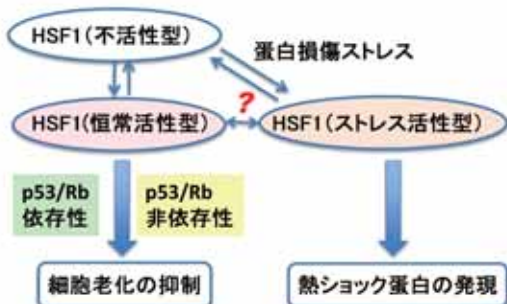 HSF1(不活性型)
蛋白損傷ストレス
?
HSF1(恒常活性型)
HSF1(ストレス活性型)
p53/Rb
依存性
p53/Rb
非依存性
細胞老化の抑制
熱ショック蛋白の発現